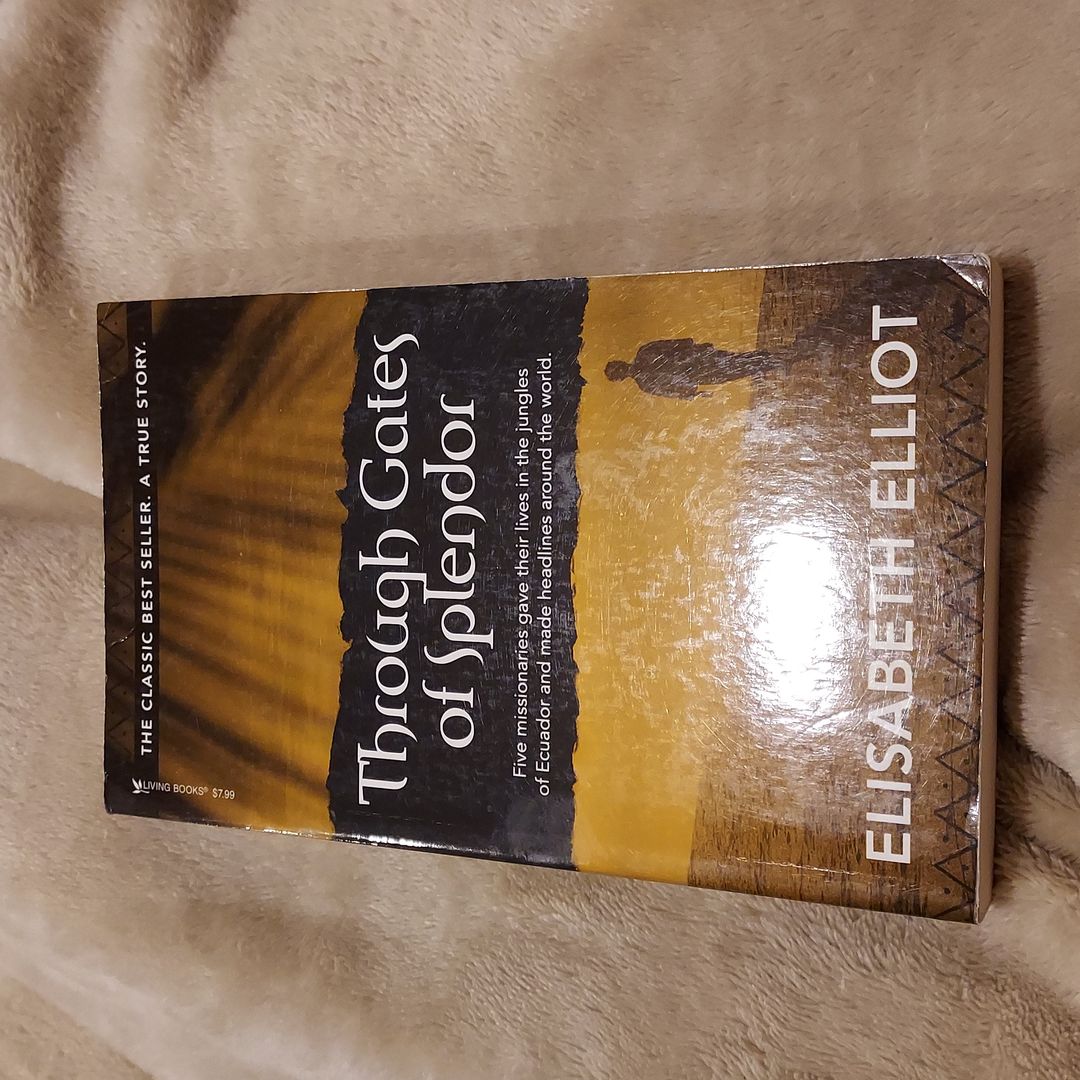 THE CLASSIC BEST SELLER. A TRUE STORY.
LIVING BOOKS® $7.99
Through Gates
of Splendor
Five missionaries gave their lives in the jungles
of Ecuador and made headlines around the world.
ELISABETH ELLIOT